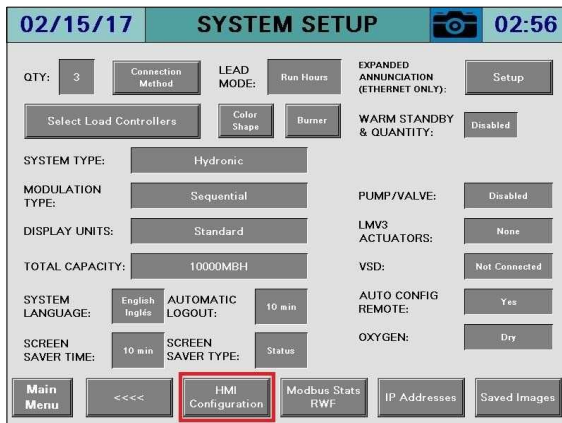 02/15/17 SYSTEM SETUP 02:56
QTY: 3 Connection Method LEAD MODE: Run Hours EXPANDED ANNUNCIATION (ETHERNET ONLY): Setup
Select Load Controllers Color Shape Burner WARM STANDBY & QUANTITY: Disabled
SYSTEM TYPE: Hydronic
MODULATION TYPE: Sequential PUMP/VALVE: Disabled
DISPLAY UNITS: Standard LMV3 ACTUATORS: None
TOTAL CAPACITY: 10000MBH VSD: Not Connected
SYSTEM LANGUAGE: English Inglés AUTOMATIC LOGOUT: 10 min AUTO CONFIG REMOTE: Yes
SCREEN SAVER TIME: 10 min SCREEN SAVER TYPE: Status OXYGEN: Dry
Main Menu <<<< HMI Configuration Modbus Stats RWF IP Addresses Saved Images